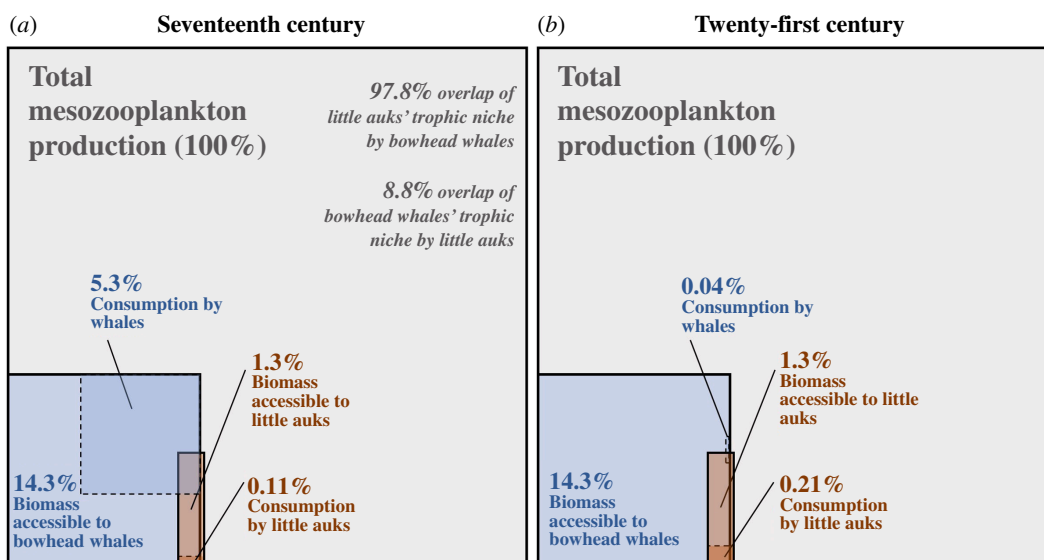 (a)
Seventeenth century
Total
mesozooplankton
production (100%)
97.8% overlap of
little auks' trophic niche
by bowhead whales
8.8% overlap of
bowhead whales' trophic
niche by little auks
5.3%
Consumption by
whales
1.3%
Biomass
accessible to
little auks
14.3%
Biomass
accessible to
bowhead whales
0.11%
Consumption
by little auks
(b)
Twenty-first century
Total
mesozooplankton
production (100%)
0.04%
Consumption by
whales
1.3%
Biomass
accessible to little
auks
14.3%
Biomass
accessible to
bowhead whales
0.21%
Consumption
by little auks